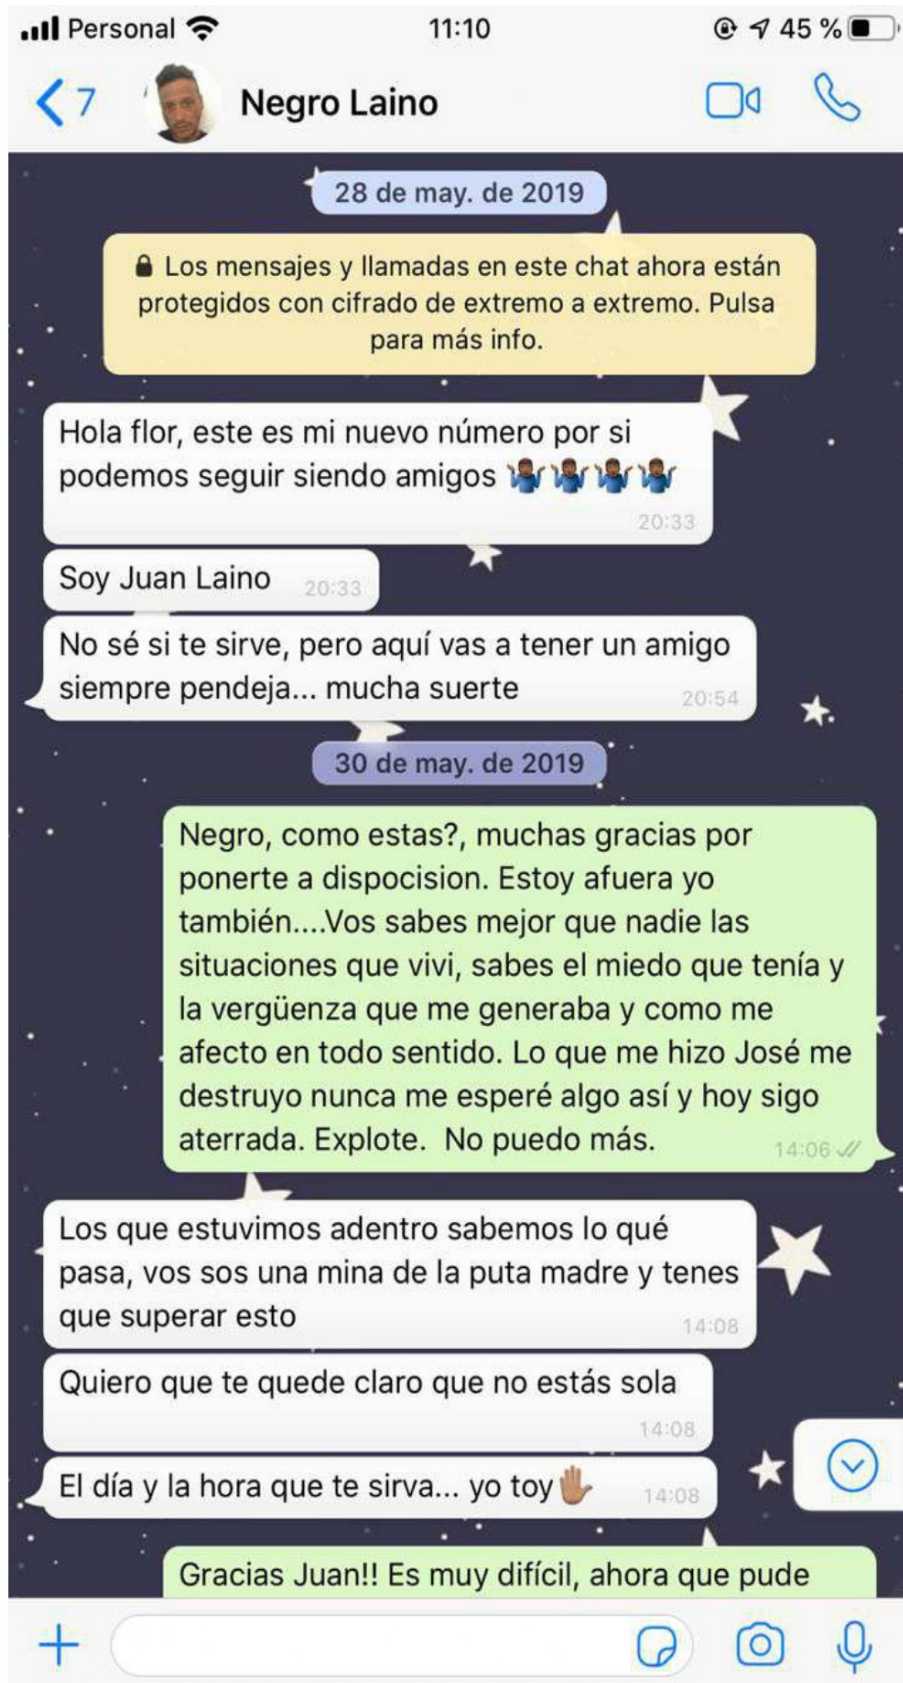 Personal 11:10 45 %
7 Negro Laino
28 de may. de 2019
Los mensajes y llamadas en este chat ahora están
protegidos con cifrado de extremo a extremo. Pulsa
para más info.
Hola flor, este es mi nuevo número por si
podemos seguir siendo amigos 🤷🏾‍♂️🤷🏾‍♂️🤷🏾‍♂️🤷🏾‍♂️
20:33
Soy Juan Laino 20:33
No sé si te sirve, pero aquí vas a tener un amigo
siempre pendeja... mucha suerte 20:54
30 de may. de 2019
Negro, como estas?, muchas gracias por
ponerte a dispocision. Estoy afuera yo
también....Vos sabes mejor que nadie las
situaciones que vivi, sabes el miedo que tenía y
la vergüenza que me generaba y como me
afecto en todo sentido. Lo que me hizo José me
destruyo nunca me esperé algo así y hoy sigo
aterrada. Explote.  No puedo más. 14:06
Los que estuvimos adentro sabemos lo qué
pasa, vos sos una mina de la puta madre y tenes
que superar esto 14:08
Quiero que te quede claro que no estás sola
14:08
El día y la hora que te sirva... yo toy🖐🏽 14:08
Gracias Juan!! Es muy difícil, ahora que pude